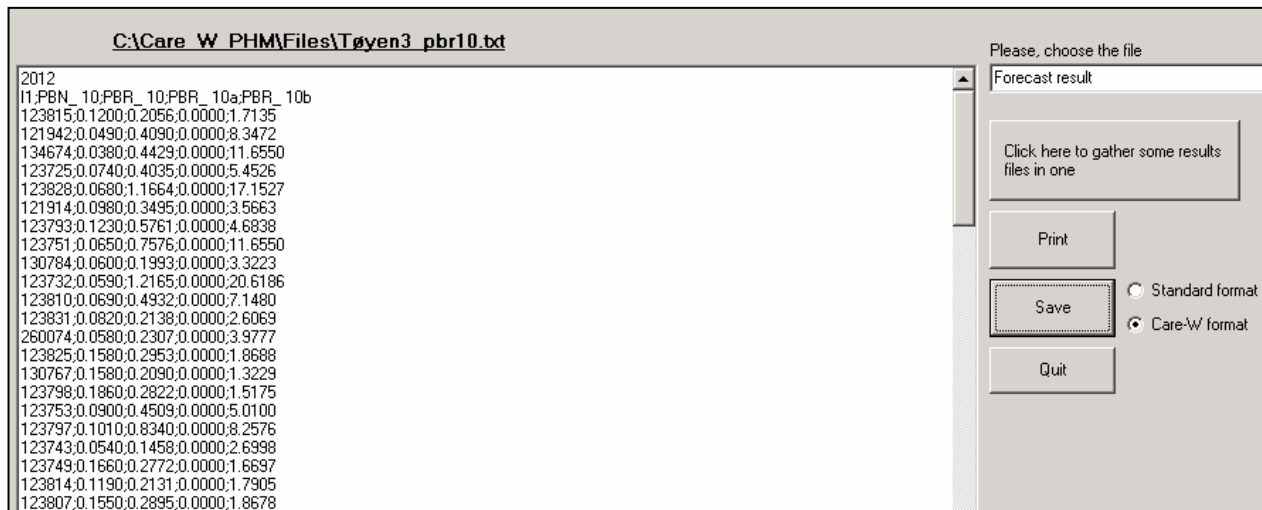 C:\Care_W_PHM\Files\Tøyen3_pbr10.txt
2012
I1;PBN_ 10;PBR_ 10;PBR_ 10a;PBR_ 10b
123815;0.1200;0.2056;0.0000;1.7135
121942;0.0490;0.4090;0.0000;8.3472
134674;0.0380;0.4429;0.0000;11.6550
123725;0.0740;0.4035;0.0000;5.4526
123828;0.0680;1.1664;0.0000;17.1527
121914;0.0980;0.3495;0.0000;3.5663
123793;0.1230;0.5761;0.0000;4.6838
123751;0.0650;0.7576;0.0000;11.6550
130784;0.0600;0.1993;0.0000;3.3223
123732;0.0590;1.2165;0.0000;20.6186
123810;0.0690;0.4932;0.0000;7.1480
123831;0.0820;0.2138;0.0000;2.6069
260074;0.0580;0.2307;0.0000;3.9777
123825;0.1580;0.2953;0.0000;1.8688
130767;0.1580;0.2090;0.0000;1.3229
123798;0.1860;0.2822;0.0000;1.5175
123753;0.0900;0.4509;0.0000;5.0100
123797;0.1010;0.8340;0.0000;8.2576
123743;0.0540;0.1458;0.0000;2.6998
123749;0.1660;0.2772;0.0000;1.6697
123814;0.1190;0.2131;0.0000;1.7905
123807;0.1550;0.2895;0.0000;1.8678
Please, choose the file
Forecast result
Click here to gather some results
files in one
Print
Save
Standard format
Care-W format
Quit